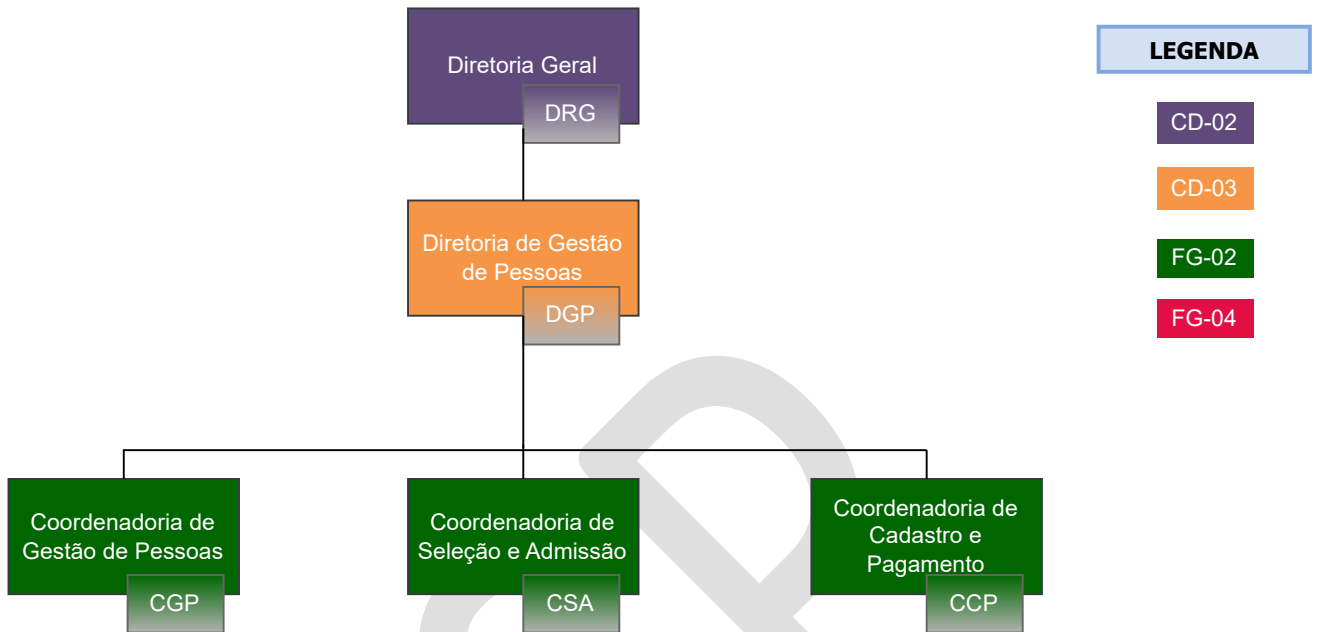 Diretoria Geral
DRG
Diretoria de Gestão
de Pessoas
DGP
Coordenadoria de
Gestão de Pessoas
CGP
Coordenadoria de
Seleção e Admissão
CSA
Coordenadoria de
Cadastro e
Pagamento
CCP
LEGENDA
CD-02
CD-03
FG-02
FG-04